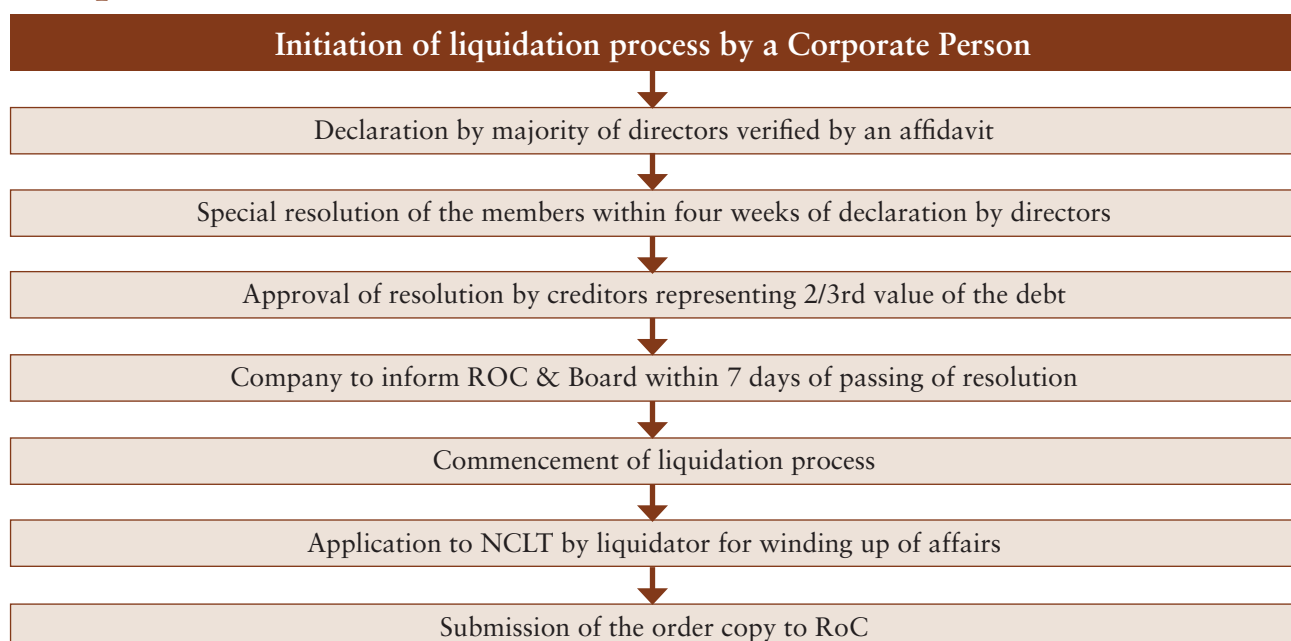 Initiation of liquidation process by a Corporate Person
Declaration by majority of directors verified by an affidavit
Special resolution of the members within four weeks of declaration by directors
Approval of resolution by creditors representing 2/3rd value of the debt
Company to inform ROC & Board within 7 days of passing of resolution
Commencement of liquidation process
Application to NCLT by liquidator for winding up of affairs
Submission of the order copy to RoC